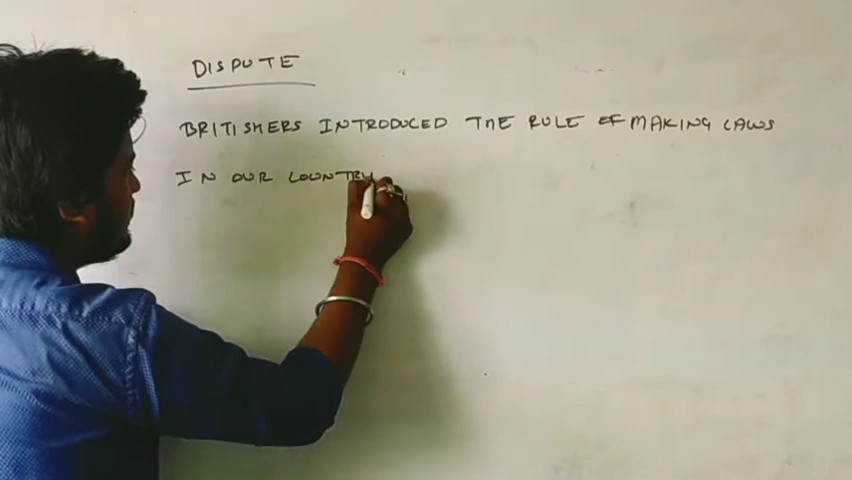 DISPUTE
BRITISHERS INTRODUCED THE RULE OF MAKING LAWS
IN OUR COUNTRY